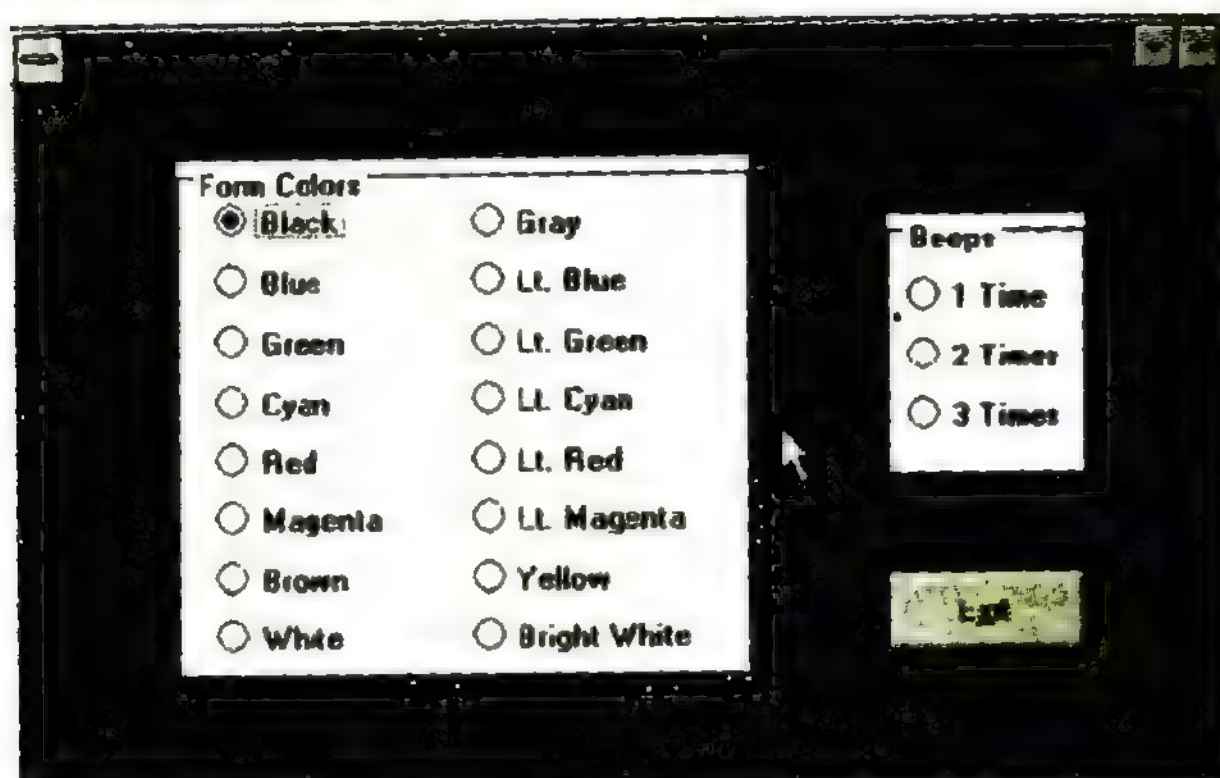 Form Colors
Black
Blue
Green
Cyan
Red
Magenta
Brown
White
Gray
Lt. Blue
Lt. Green
Lt. Cyan
Lt. Red
Lt. Magenta
Yellow
Bright White
Beeps
1 Time
2 Times
3 Times